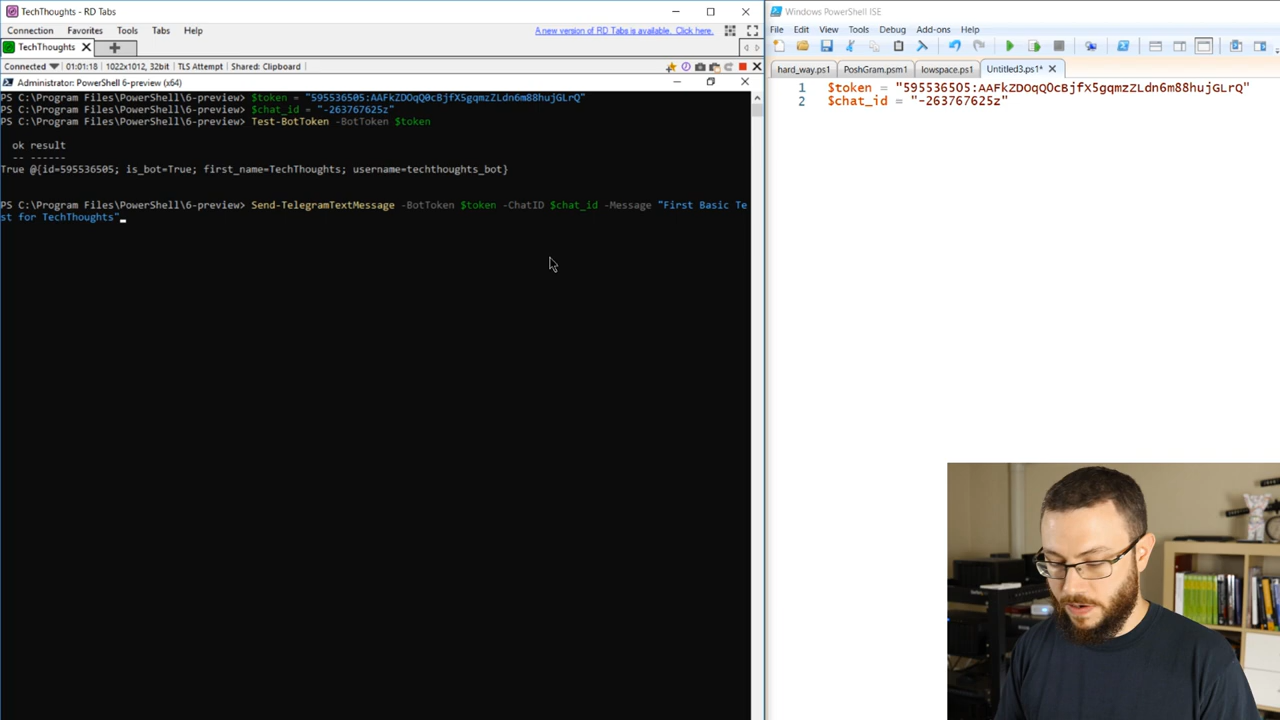 TechThoughts - RD Tabs
Connection Favorites Tools Tabs Help
A new version of RD Tabs is available. Click here.
TechThoughts
Connected 01:01:18 1022x1012, 32bit TLS Attempt Shared: Clipboard
Administrator: PowerShell 6-preview (x64)
PS C:\Program Files\PowerShell\6-preview> $token = "595536505:AAFkZDOqQ0cBjfX5gqmzZLdn6m88hujGLrQ"
PS C:\Program Files\PowerShell\6-preview> $chat_id = "-263767625z"
PS C:\Program Files\PowerShell\6-preview> Test-BotToken -BotToken $token
ok result
-- ------
True @{id=595536505; is_bot=True; first_name=TechThoughts; username=techthoughts_bot}
PS C:\Program Files\PowerShell\6-preview> Send-TelegramTextMessage -BotToken $token -ChatID $chat_id -Message "First Basic Te
st for TechThoughts"
Windows PowerShell ISE
File Edit View Tools Debug Add-ons Help
hard_way.ps1 PoshGram.psm1 lowspace.ps1 Untitled3.ps1*
1 $token = "595536505:AAFkZDOqQ0cBjfX5gqmzZLdn6m88hujGLrQ"
2 $chat_id = "-263767625z"